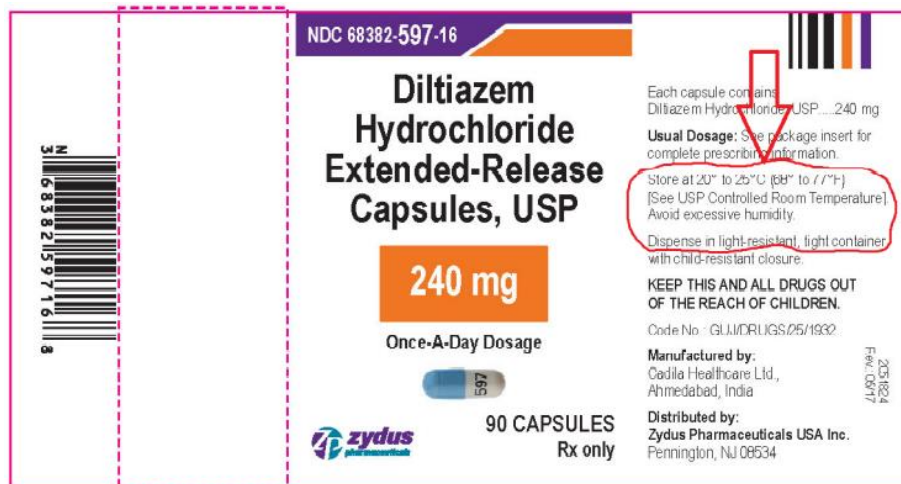 NDC 68382-597-16
Diltiazem
Hydrochloride
Extended-Release
Capsules, USP
240 mg
Once-A-Day Dosage
597
90 CAPSULES
Rx only
zydus
pharmaceuticals
N
3 68382 59716 8
Each capsule contains
Diltiazem Hydrochloride, USP.....240 mg
Usual Dosage: See package insert for
complete prescribing information.
Store at 20° to 25°C (68° to 77°F)
[See USP Controlled Room Temperature].
Avoid excessive humidity.
Dispense in light-resistant, tight container
with child-resistant closure.
KEEP THIS AND ALL DRUGS OUT
OF THE REACH OF CHILDREN.
Code No.: GUJ/DRUGS/25/1932
Manufactured by:
Cadila Healthcare Ltd.,
Ahmedabad, India
Distributed by:
Zydus Pharmaceuticals USA Inc.
Pennington, NJ 08534
2051824
Rev.: 05/17